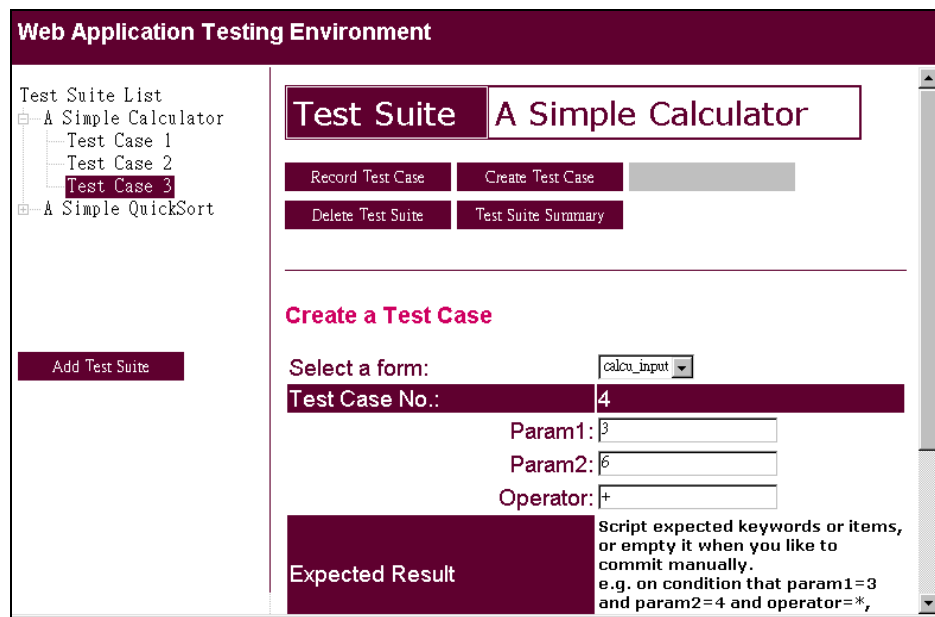 Web Application Testing Environment
Test Suite List
A Simple Calculator
Test Case 1
Test Case 2
Test Case 3
A Simple QuickSort
Add Test Suite
Test Suite A Simple Calculator
Record Test Case Create Test Case
Delete Test Suite Test Suite Summary
Create a Test Case
Select a form: calcu_input
Test Case No.: 4
Param1: 3
Param2: 6
Operator: +
Expected Result
Script expected keywords or items,
or empty it when you like to
commit manually.
e.g. on condition that param1=3
and param2=4 and operator=*,